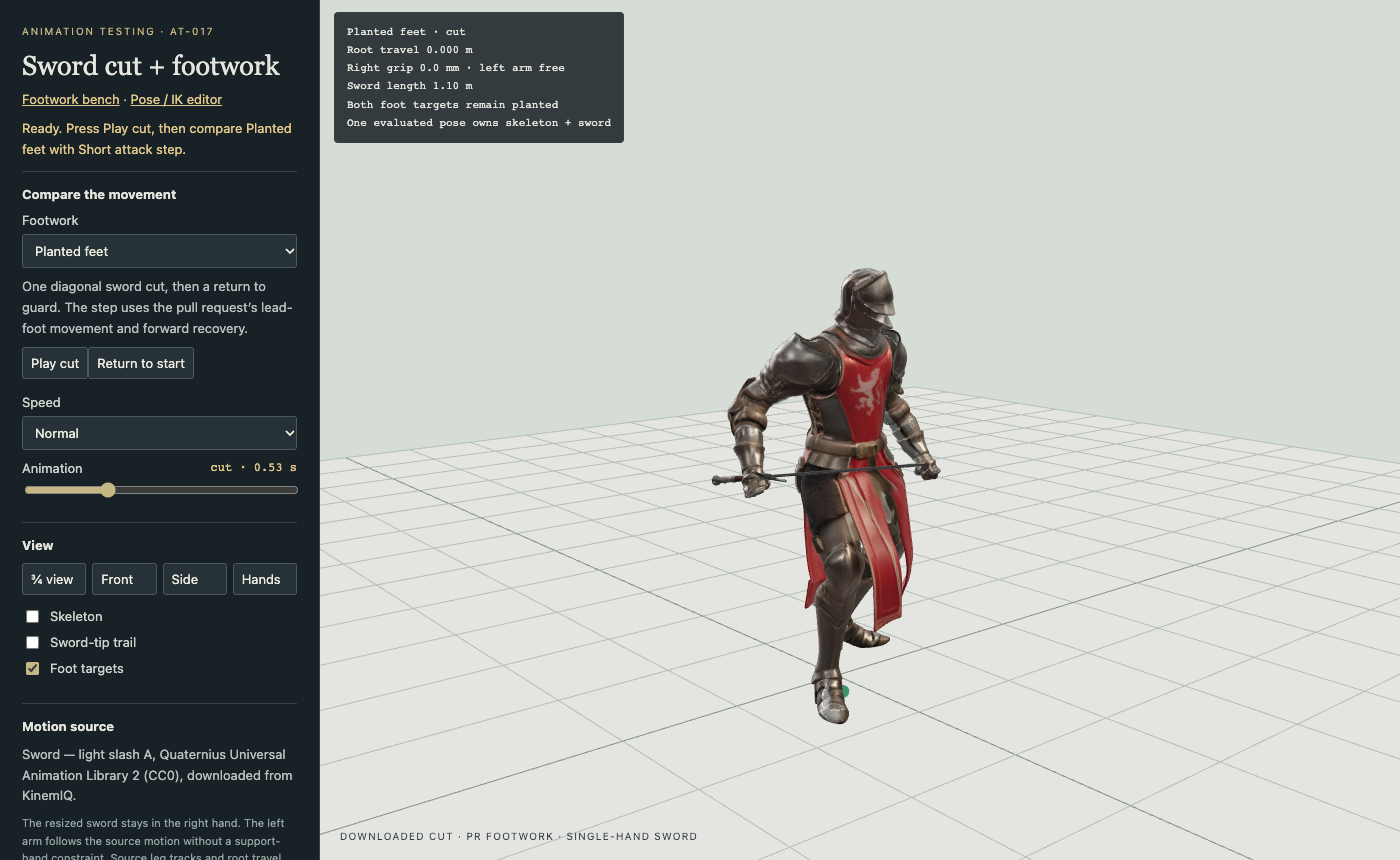 ANIMATION TESTING · AT-017
Sword cut + footwork
Footwork bench · Pose / IK editor
Ready. Press Play cut, then compare Planted
feet with Short attack step.
Compare the movement
Footwork
Planted feet
One diagonal sword cut, then a return to
guard. The step uses the pull request's lead-
foot movement and forward recovery.
Play cut Return to start
Speed
Normal
Animation cut · 0.53 s
View
¾ view Front Side Hands
Skeleton
Sword-tip trail
Foot targets
Motion source
Sword — light slash A, Quaternius Universal
Animation Library 2 (CC0), downloaded from
KinemIQ.
The resized sword stays in the right hand. The left
arm follows the source motion without a support-
hand constraint. Source leg tracks and root travel
Planted feet · cut
Root travel 0.000 m
Right grip 0.0 mm · left arm free
Sword length 1.10 m
Both foot targets remain planted
One evaluated pose owns skeleton + sword
DOWNLOADED CUT · PR FOOTWORK · SINGLE-HAND SWORD